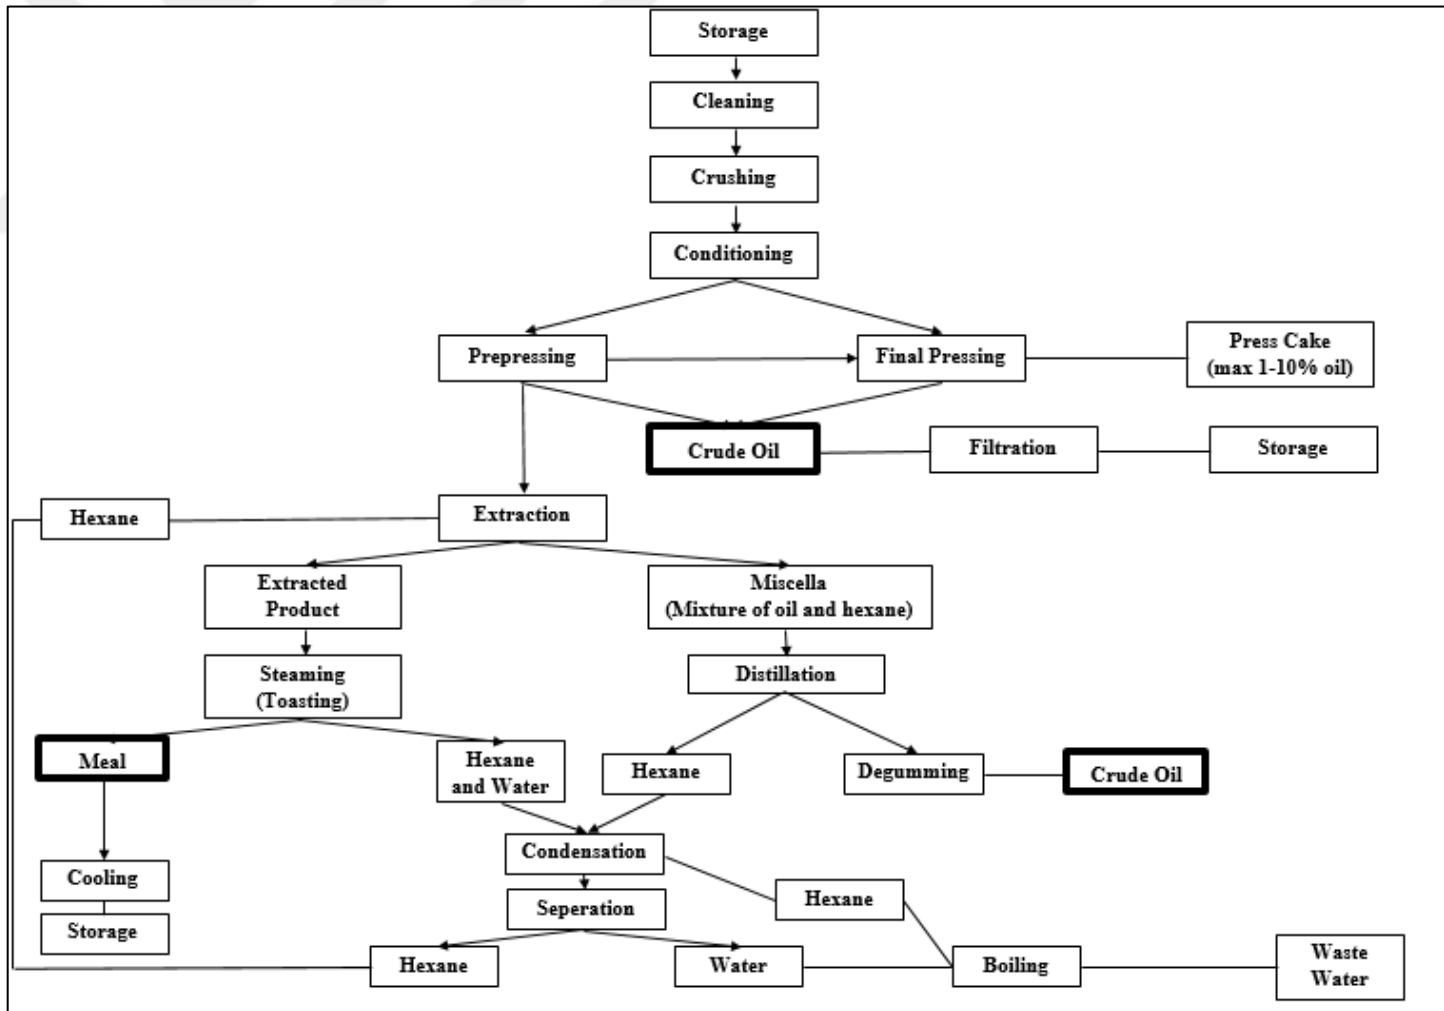 Storage
Cleaning
Crushing
Conditioning
Prepressing
Final Pressing
Press Cake
(max 1-10% oil)
Crude Oil
Filtration
Storage
Hexane
Extraction
Extracted
Product
Miscella
(Mixture of oil and hexane)
Steaming
(Toasting)
Distillation
Meal
Hexane
and Water
Hexane
Degumming
Crude Oil
Condensation
Cooling
Hexane
Seperation
Storage
Hexane
Water
Boiling
Waste
Water